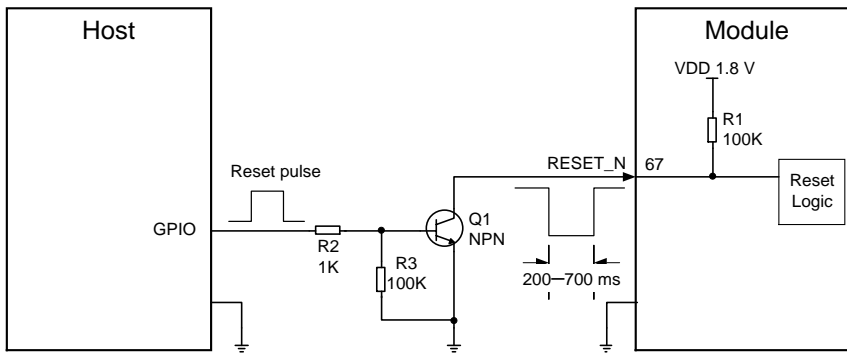 Host
Module
VDD 1.8 V
R1
100K
RESET_N
67
Reset
Logic
Reset pulse
GPIO
R2
1K
R3
100K
Q1
NPN
200－700 ms